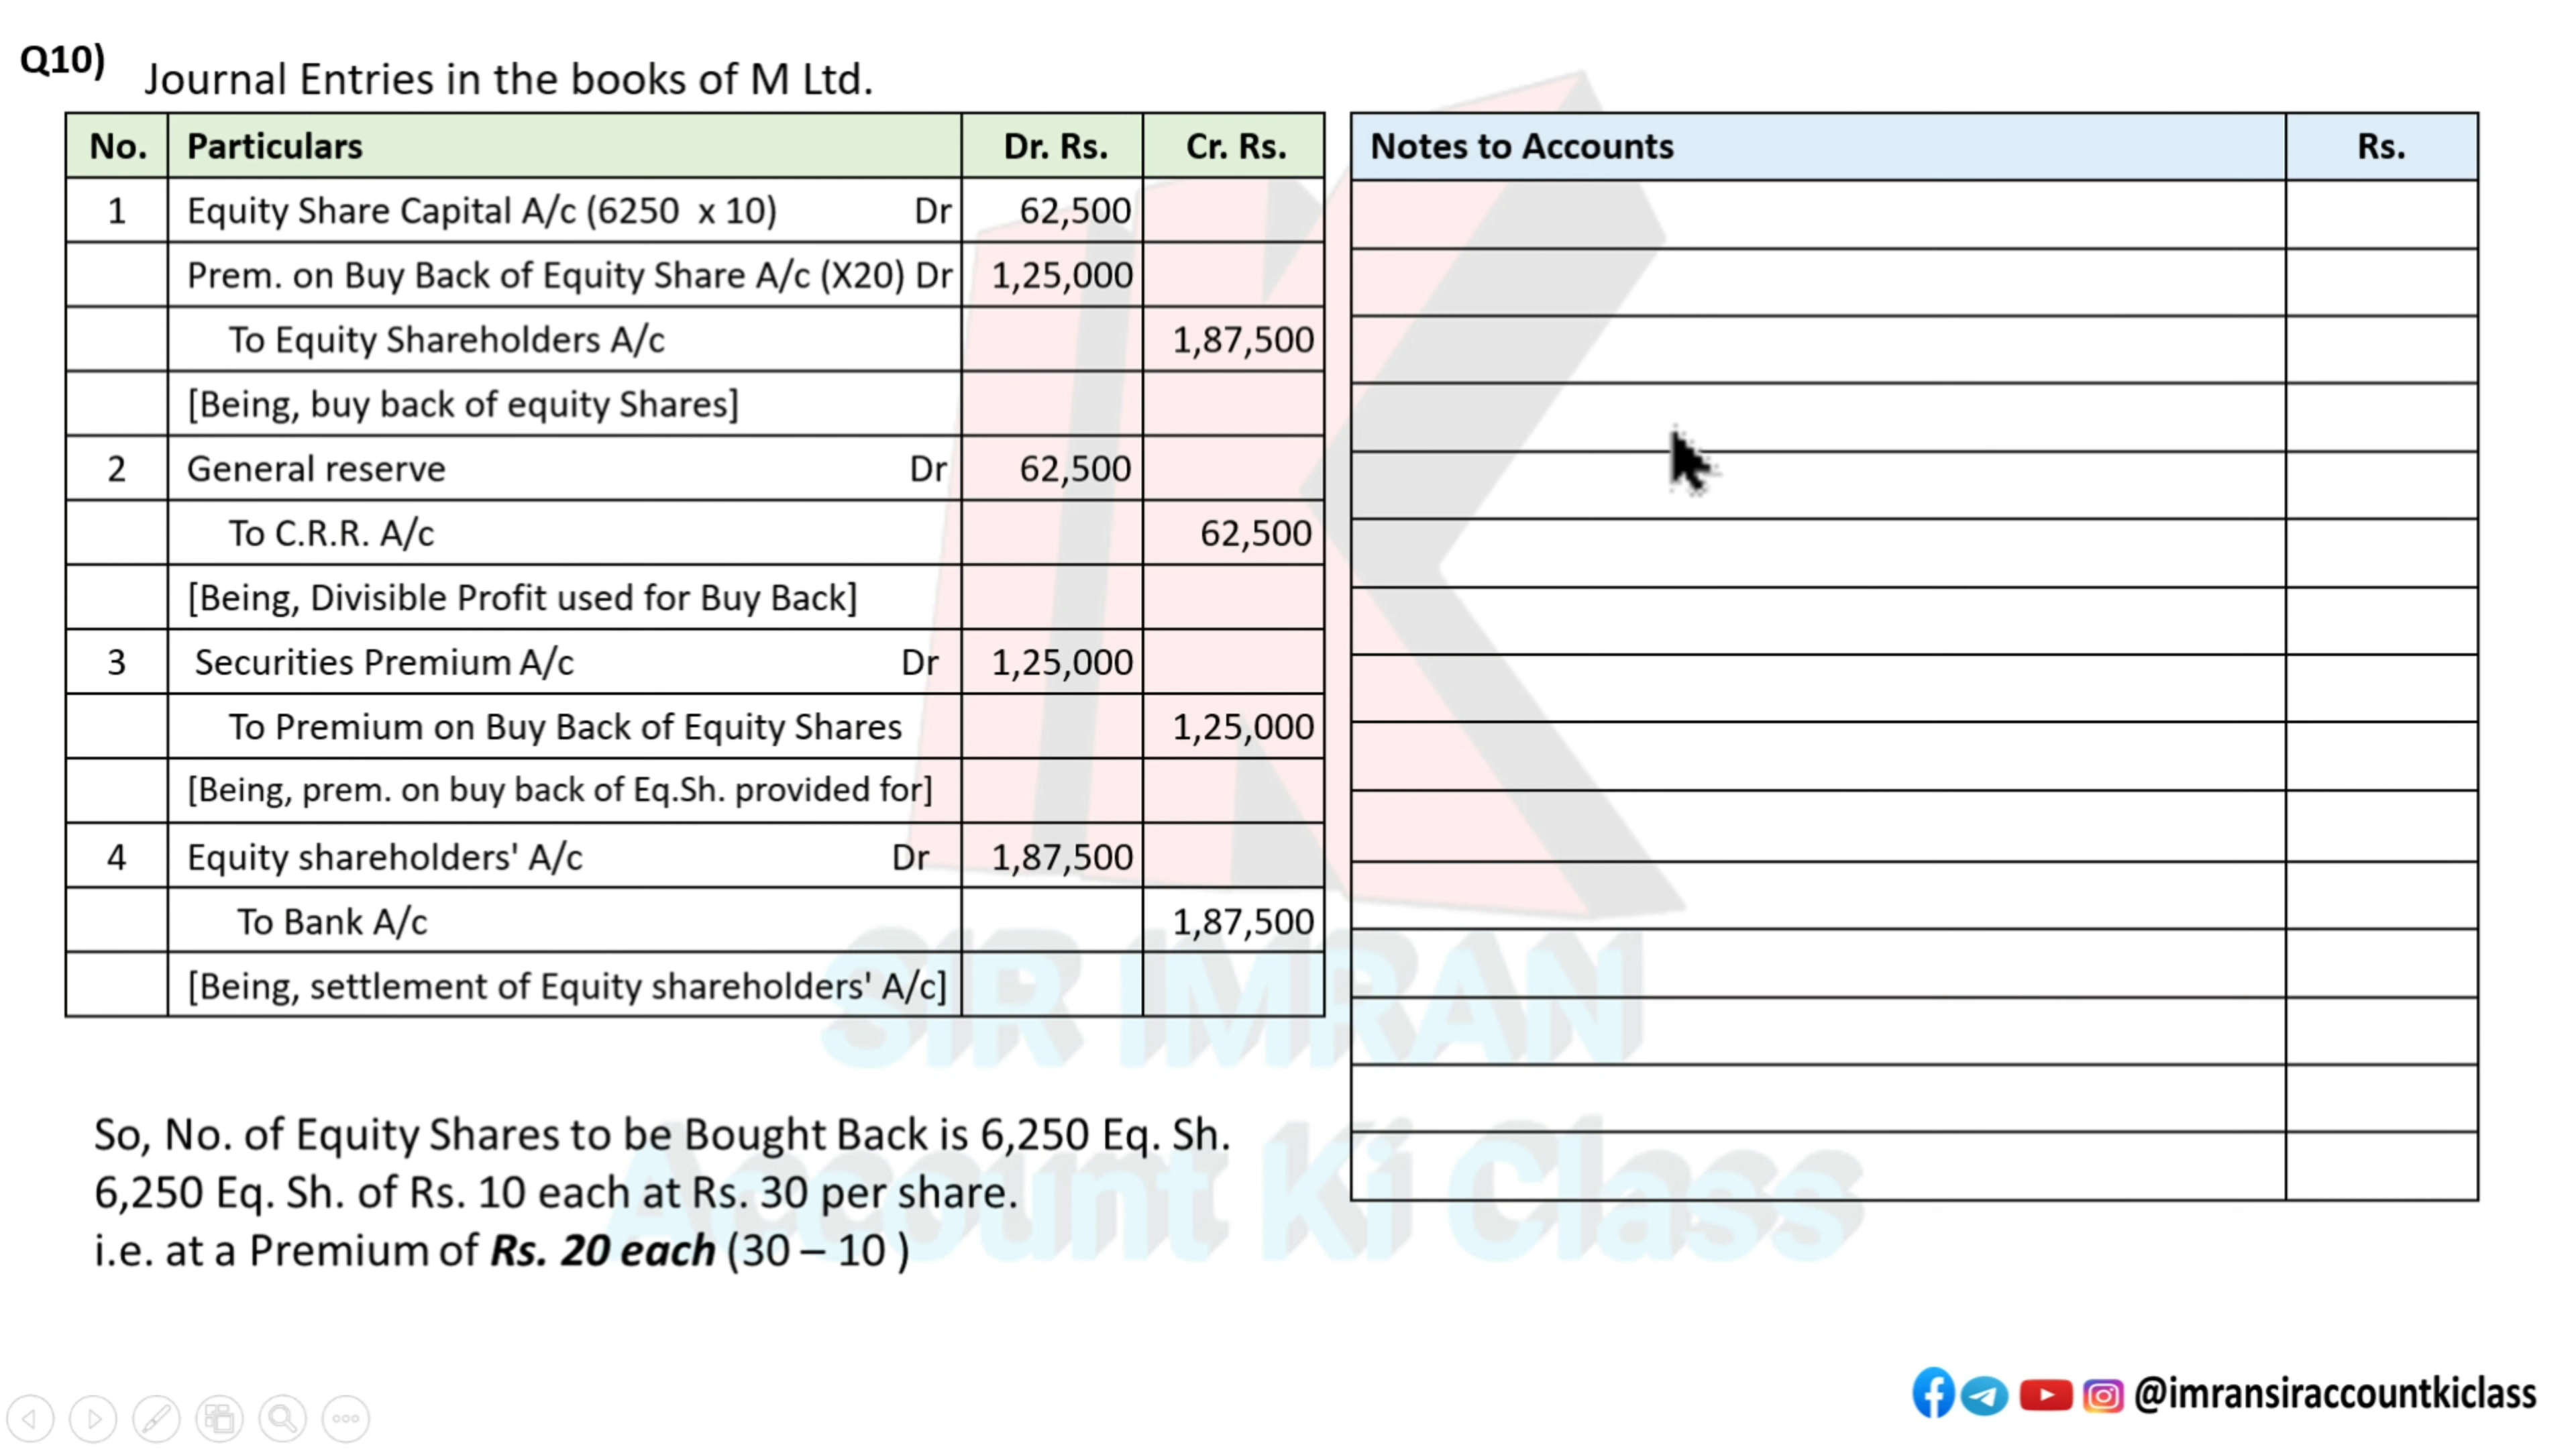 Q10) Journal Entries in the books of M Ltd.
No. Particulars Dr. Rs. Cr. Rs.
1 Equity Share Capital A/c (6250 x 10) Dr 62,500
Prem. on Buy Back of Equity Share A/c (X20) Dr 1,25,000
To Equity Shareholders A/c 1,87,500
[Being, buy back of equity Shares]
2 General reserve Dr 62,500
To C.R.R. A/c 62,500
[Being, Divisible Profit used for Buy Back]
3 Securities Premium A/c Dr 1,25,000
To Premium on Buy Back of Equity Shares 1,25,000
[Being, prem. on buy back of Eq.Sh. provided for]
4 Equity shareholders' A/c Dr 1,87,500
To Bank A/c 1,87,500
[Being, settlement of Equity shareholders' A/c]
So, No. of Equity Shares to be Bought Back is 6,250 Eq. Sh.
6,250 Eq. Sh. of Rs. 10 each at Rs. 30 per share.
i.e. at a Premium of Rs. 20 each (30 – 10 )
Notes to Accounts Rs.
SIR IMRAN
Account Ki Class
@imransiraccountkiclass